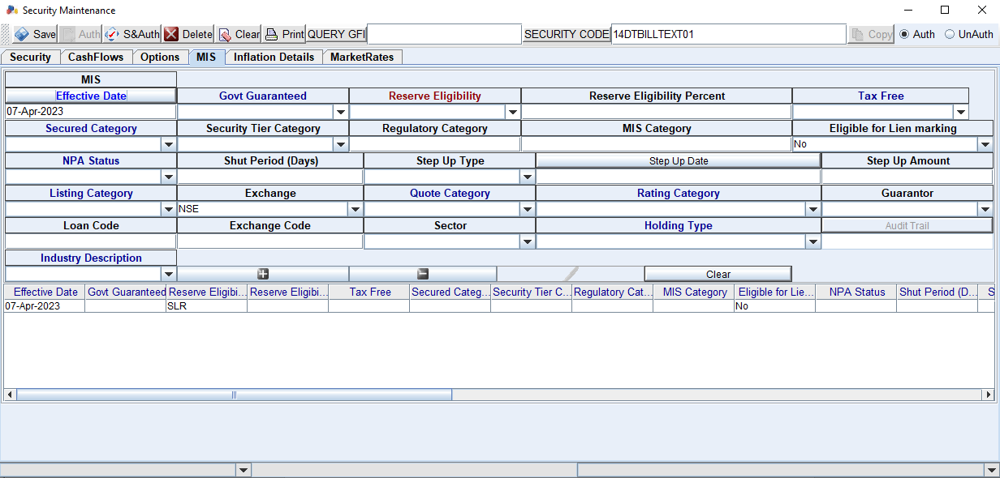 Security Maintenance
Save Auth S&Auth Delete Clear Print QUERY GFI SECURITY CODE 14DTBILLTEXT01 Copy Auth UnAuth
Security CashFlows Options MIS Inflation Details MarketRates
MIS
Effective Date Govt Guaranteed Reserve Eligibility Reserve Eligibility Percent Tax Free
07-Apr-2023
Secured Category Security Tier Category Regulatory Category MIS Category Eligible for Lien marking
No
NPA Status Shut Period (Days) Step Up Type Step Up Date Step Up Amount
Listing Category Exchange Quote Category Rating Category Guarantor
NSE
Loan Code Exchange Code Sector Holding Type Audit Trail
Industry Description
Clear
Effective Date Govt Guaranteed Reserve Eligibi... Reserve Eligibi... Tax Free Secured Categ... Security Tier C... Regulatory Cat... MIS Category Eligible for Lie... NPA Status Shut Period (D... S
07-Apr-2023 SLR No